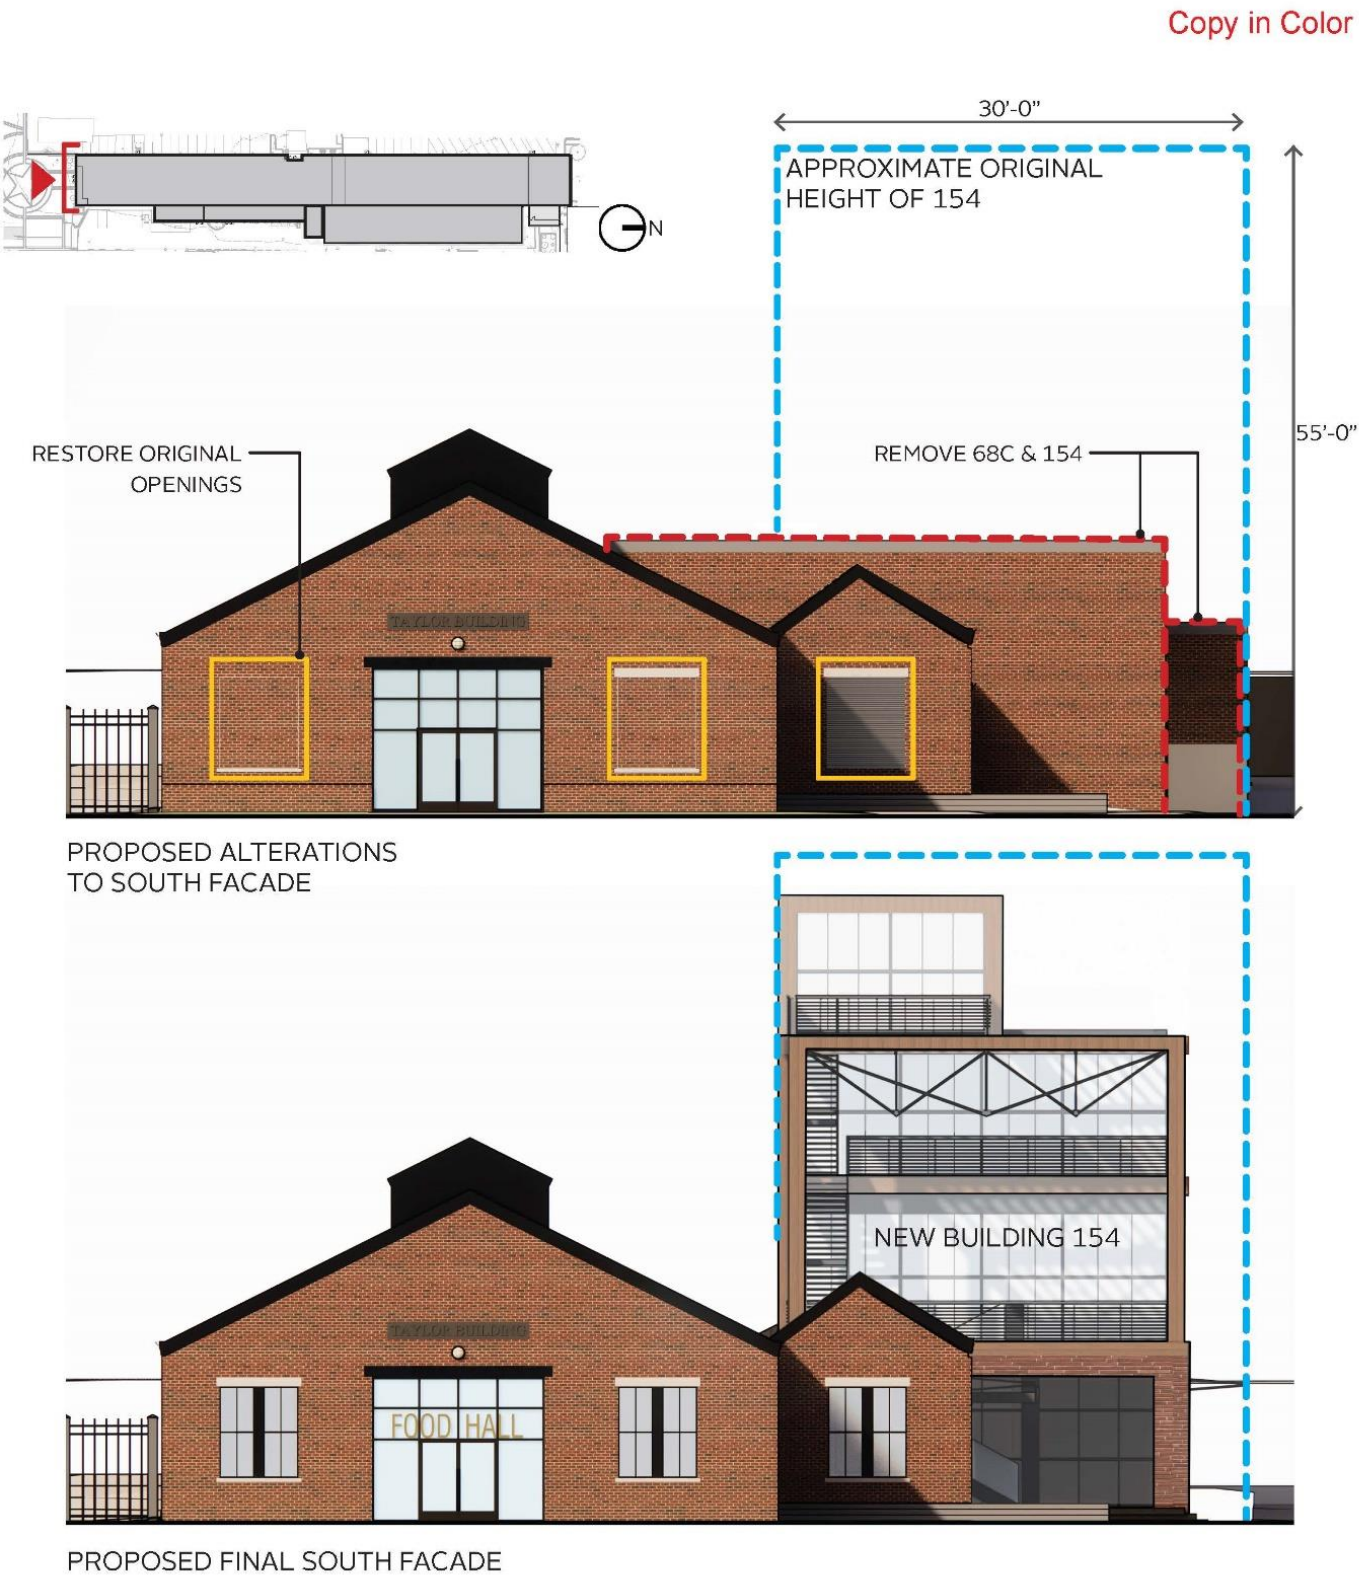 Copy in Color
30'-0"
APPROXIMATE ORIGINAL
HEIGHT OF 154
N
55'-0"
RESTORE ORIGINAL
OPENINGS
REMOVE 68C & 154
TAYLOR BUILDING
PROPOSED ALTERATIONS
TO SOUTH FACADE
NEW BUILDING 154
TAYLOR BUILDING
FOOD HALL
PROPOSED FINAL SOUTH FACADE